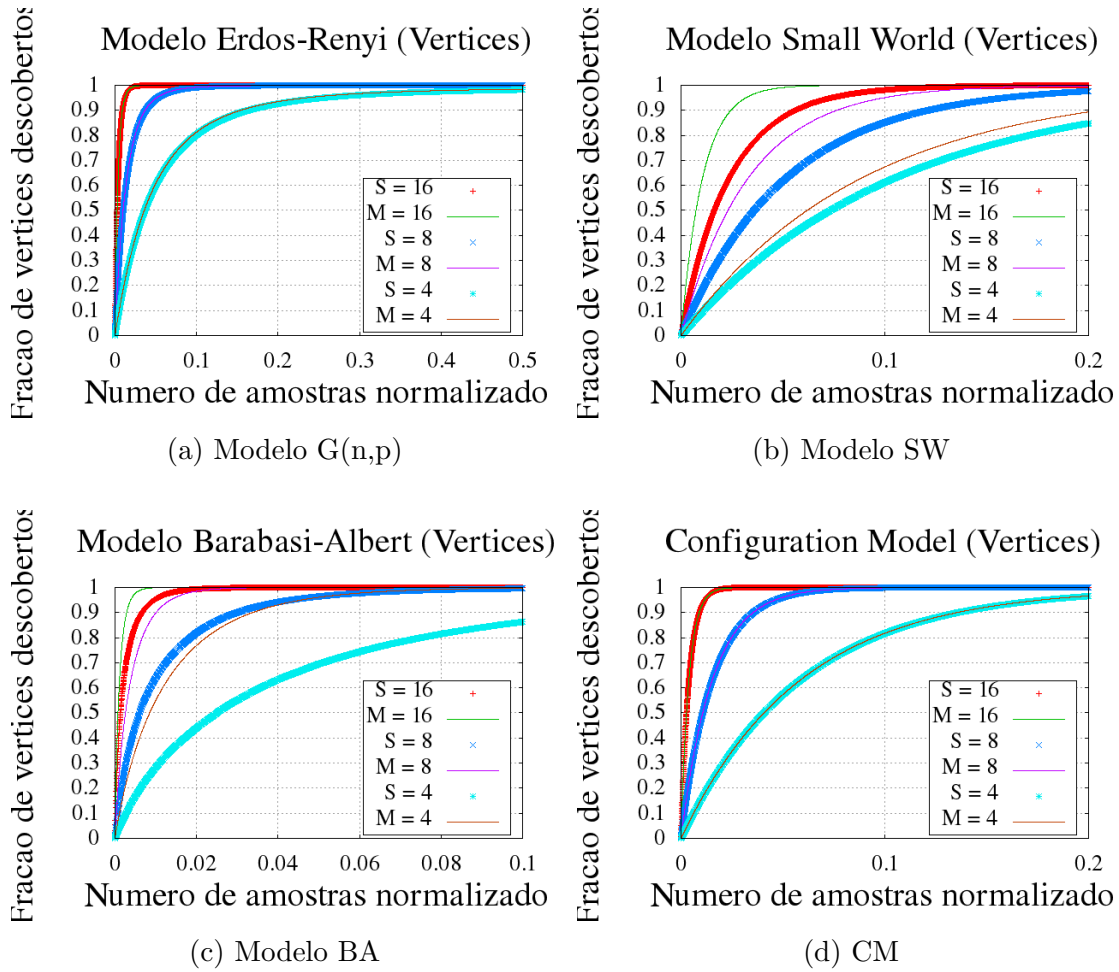 Modelo Erdos-Renyi (Vertices)
Fracao de vertices descobertos
1
0.9
0.8
0.7
0.6
0.5
0.4
0.3
0.2
0.1
0
S = 16
M = 16
S = 8
M = 8
S = 4
M = 4
0 0.1 0.2 0.3 0.4 0.5
Numero de amostras normalizado
(a) Modelo G(n,p)
Modelo Small World (Vertices)
Fracao de vertices descobertos
1
0.9
0.8
0.7
0.6
0.5
0.4
0.3
0.2
0.1
0
S = 16
M = 16
S = 8
M = 8
S = 4
M = 4
0 0.1 0.2
Numero de amostras normalizado
(b) Modelo SW
Modelo Barabasi-Albert (Vertices)
Fracao de vertices descobertos
1
0.9
0.8
0.7
0.6
0.5
0.4
0.3
0.2
0.1
0
S = 16
M = 16
S = 8
M = 8
S = 4
M = 4
0 0.02 0.04 0.06 0.08 0.1
Numero de amostras normalizado
(c) Modelo BA
Configuration Model (Vertices)
Fracao de vertices descobertos
1
0.9
0.8
0.7
0.6
0.5
0.4
0.3
0.2
0.1
0
S = 16
M = 16
S = 8
M = 8
S = 4
M = 4
0 0.1 0.2
Numero de amostras normalizado
(d) CM